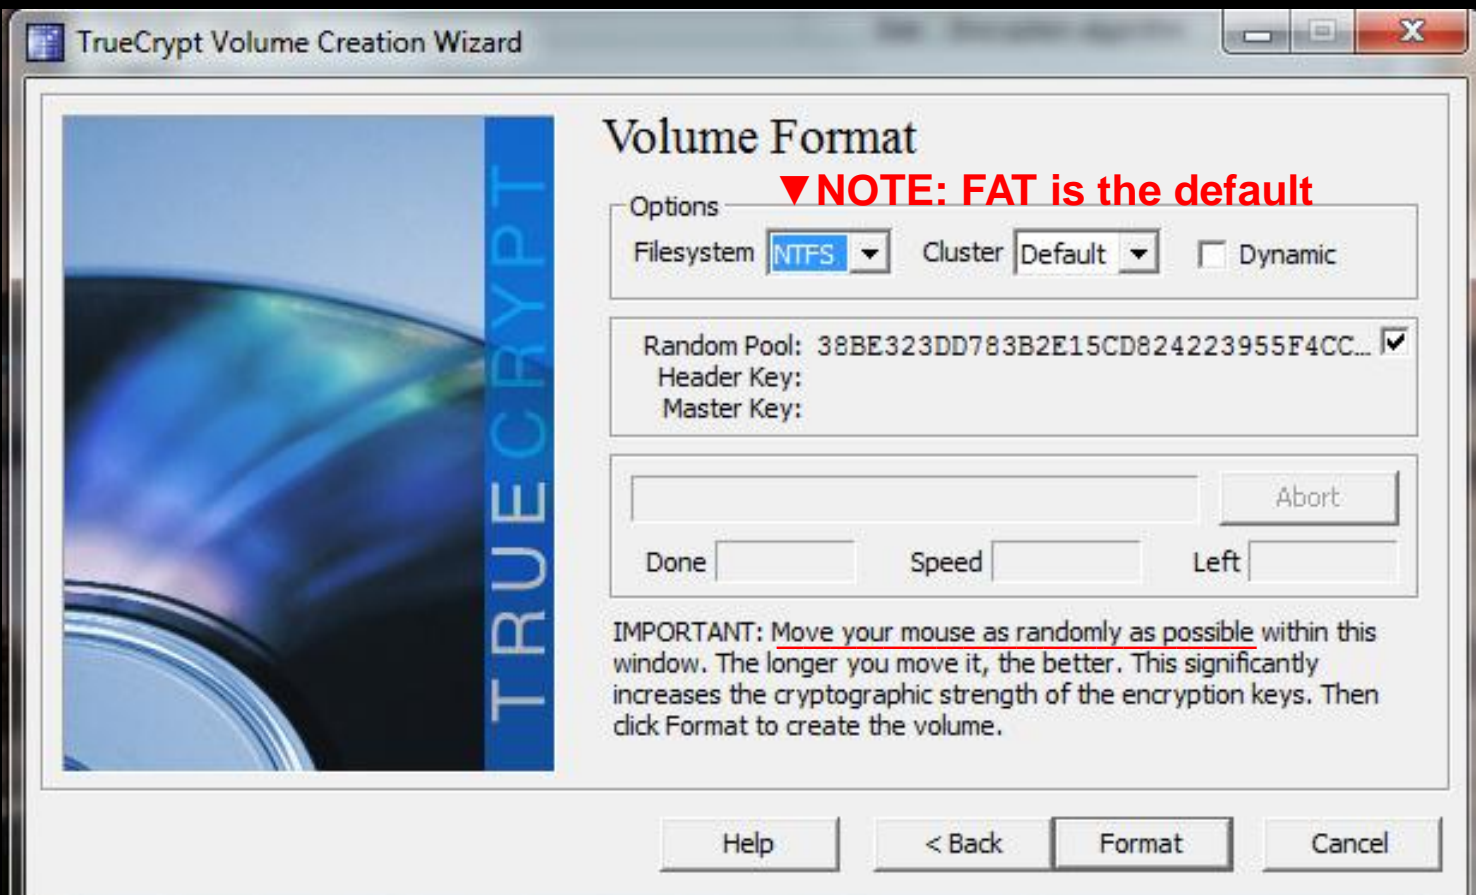 TrueCrypt Volume Creation Wizard
TRUECRYPT
Volume Format
▼NOTE: FAT is the default
Options
Filesystem NTFS Cluster Default Dynamic
Random Pool: 38BE323DD783B2E15CD824223955F4CC...
Header Key:
Master Key:
Abort
Done Speed Left
IMPORTANT: Move your mouse as randomly as possible within this
window. The longer you move it, the better. This significantly
increases the cryptographic strength of the encryption keys. Then
click Format to create the volume.
Help < Back Format Cancel